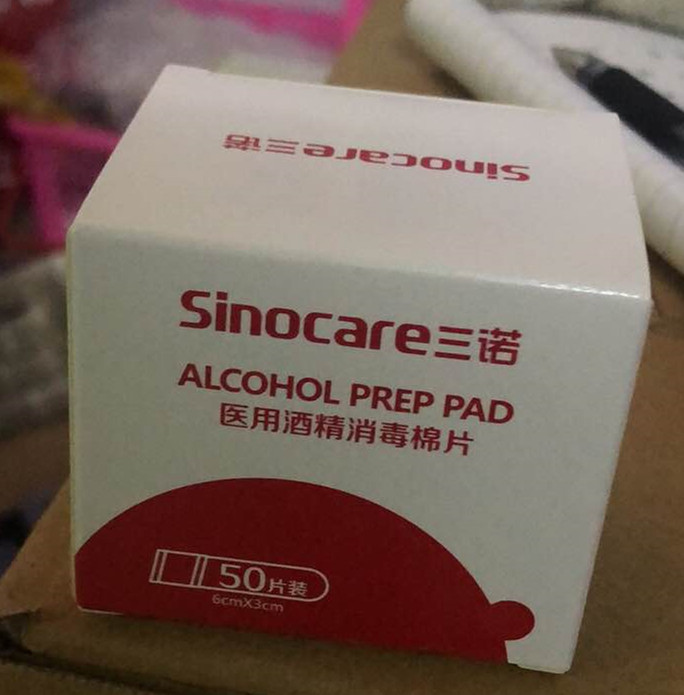 Sinocare三诺
Sinocare三诺
ALCOHOL PREP PAD
医用酒精消毒棉片
50片装
6cmX3cm